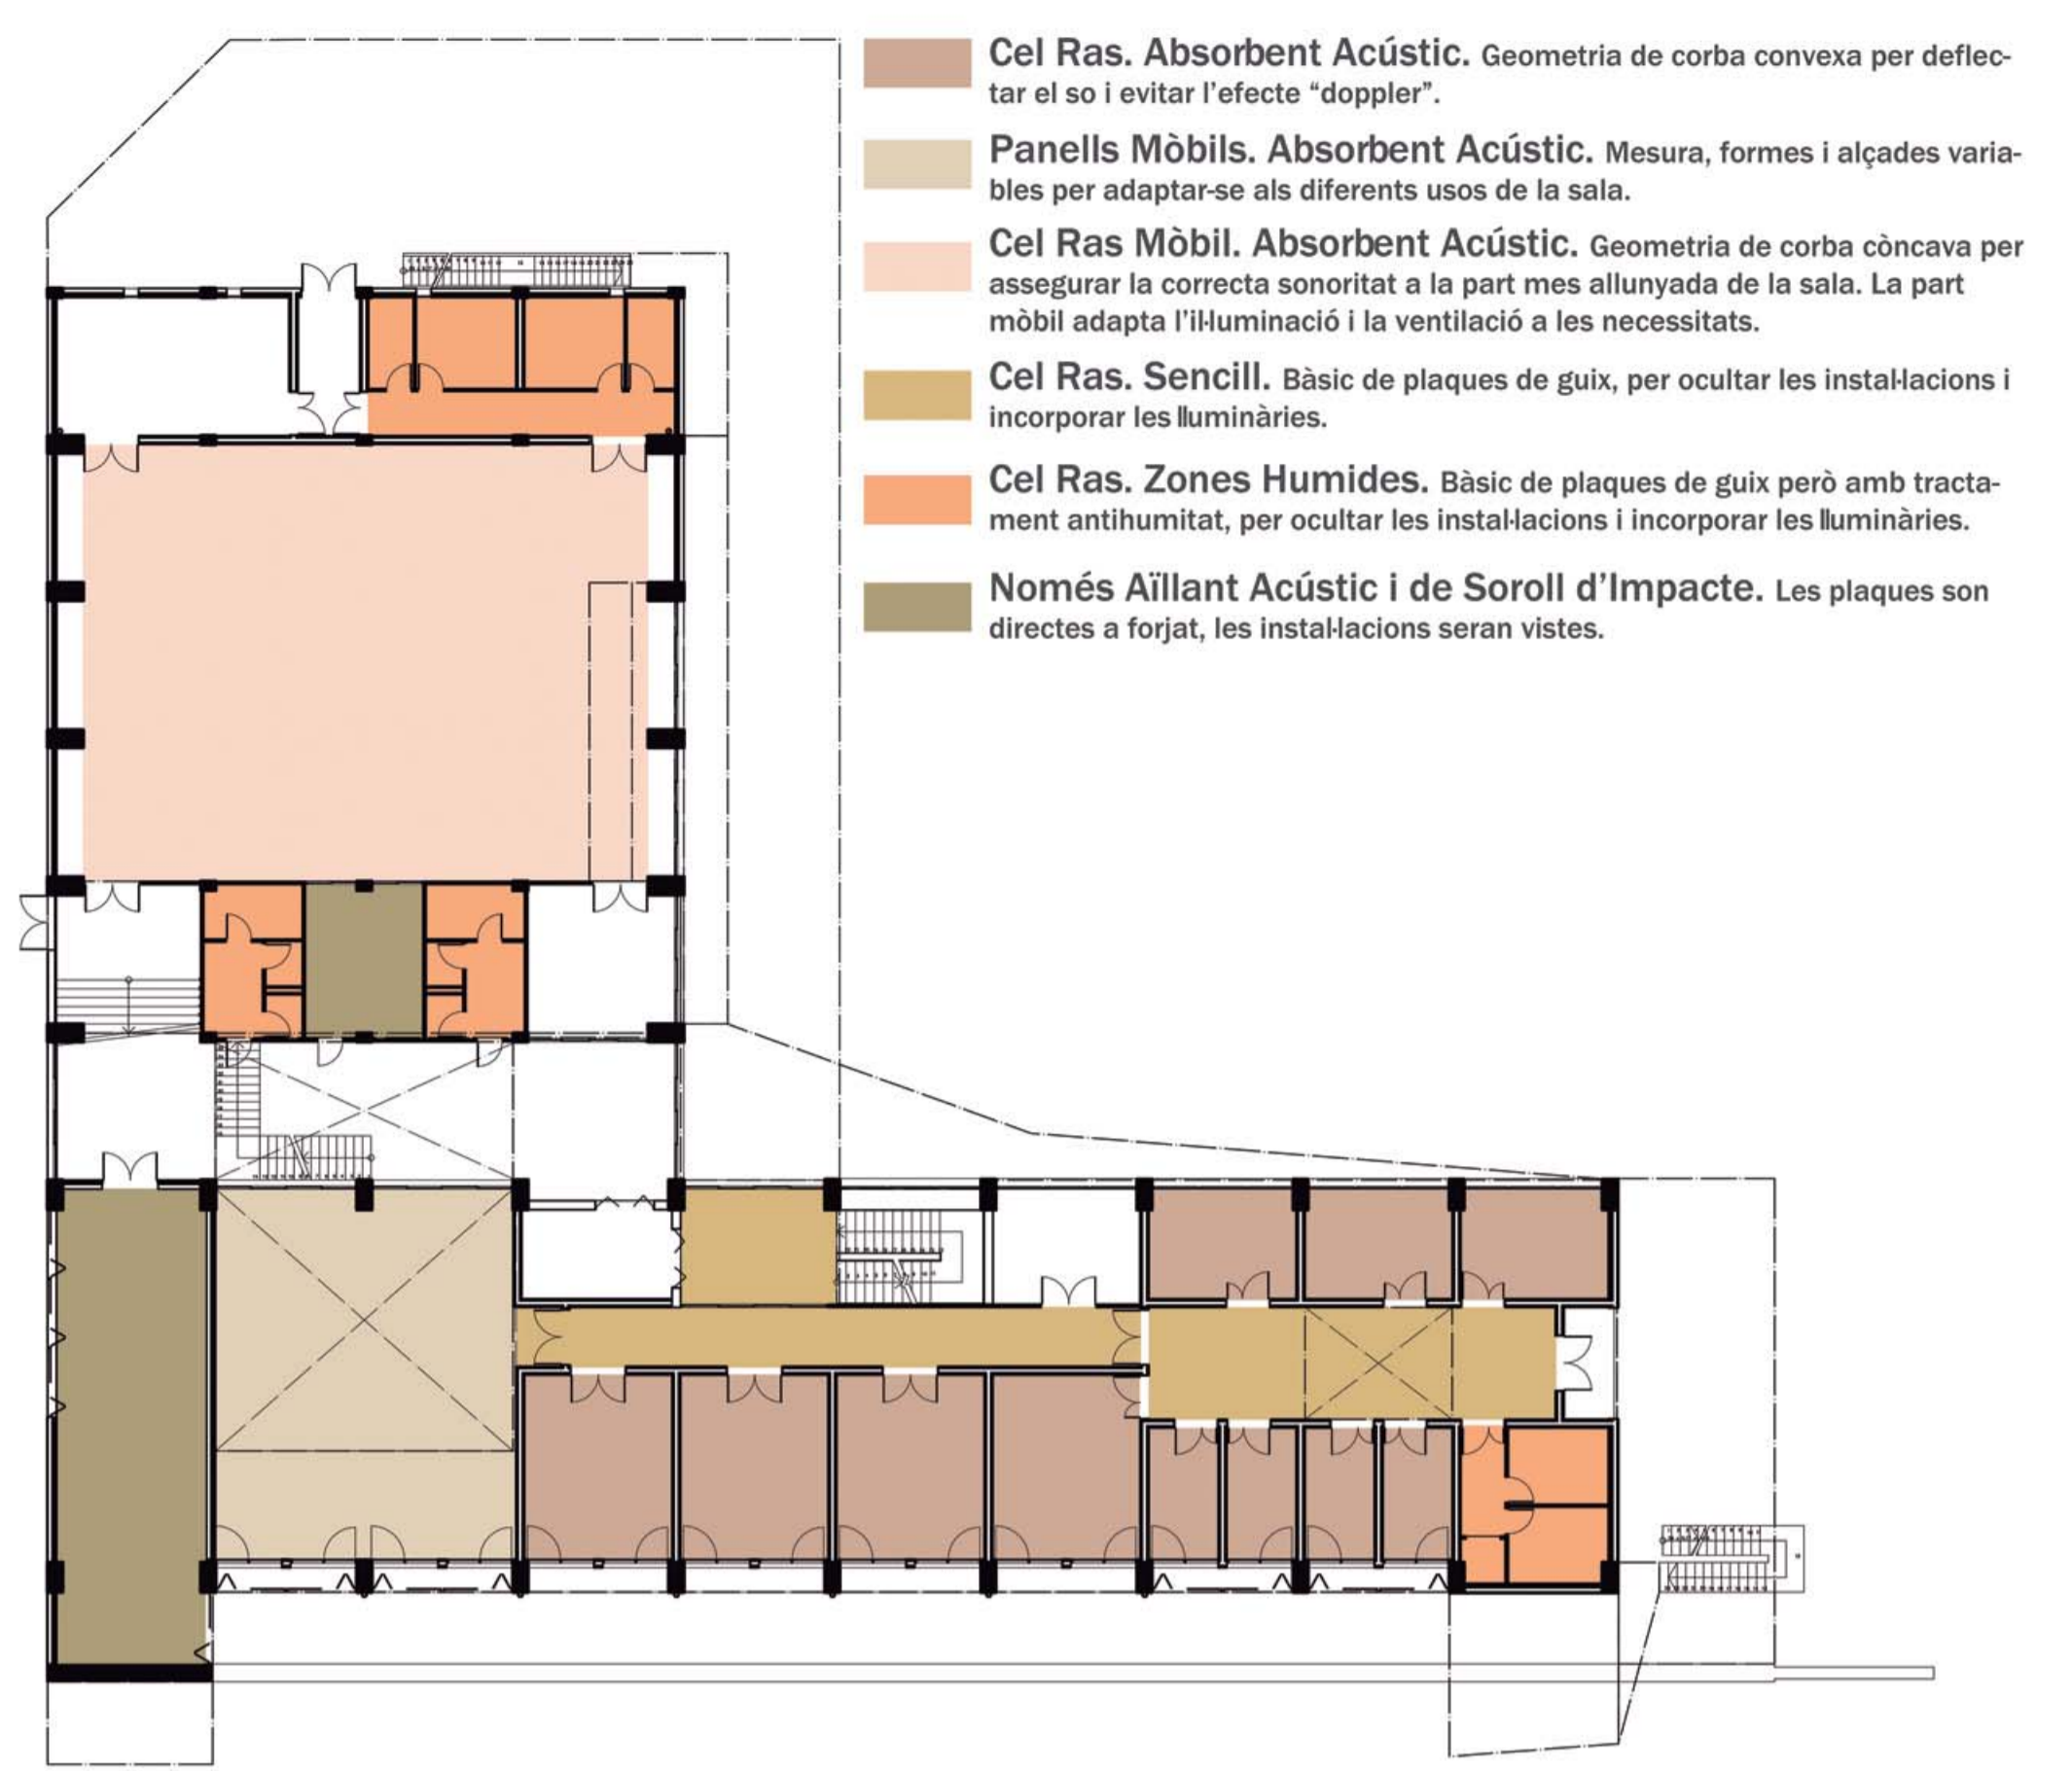 Cel Ras. Absorbent Acústic. Geometria de corba convexa per deflec-
tar el so i evitar l'efecte “doppler”.
Panells Mòbils. Absorbent Acústic. Mesura, formes i alçades varia-
bles per adaptar-se als diferents usos de la sala.
Cel Ras Mòbil. Absorbent Acústic. Geometria de corba còncava per
assegurar la correcta sonoritat a la part mes allunyada de la sala. La part
mòbil adapta l'il·luminació i la ventilació a les necessitats.
Cel Ras. Sencill. Bàsic de plaques de guix, per ocultar les instal·lacions i
incorporar les lluminàries.
Cel Ras. Zones Humides. Bàsic de plaques de guix però amb tracta-
ment antihumitat, per ocultar les instal·lacions i incorporar les lluminàries.
Només Aïllant Acústic i de Soroll d'Impacte. Les plaques son
directes a forjat, les instal·lacions seran vistes.